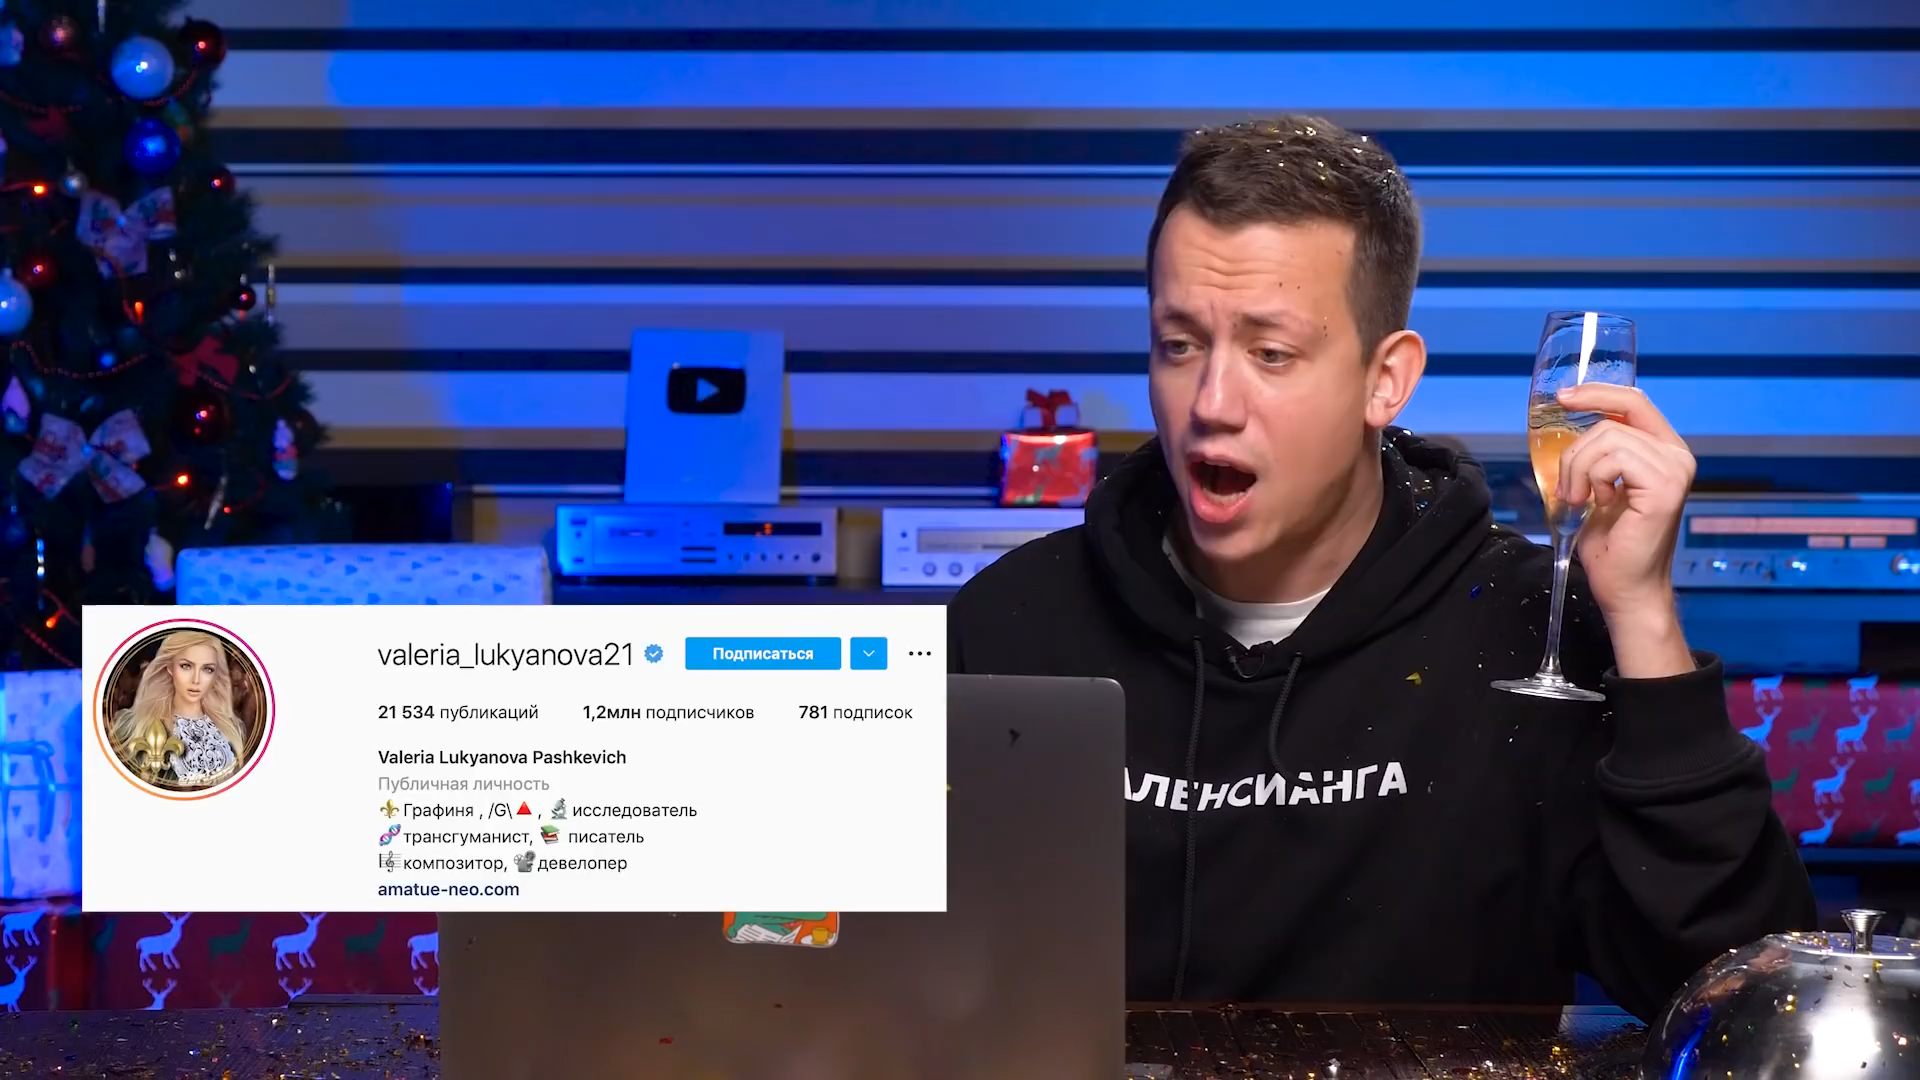 valeria_lukyanova21
Подписаться
21 534 публикаций 1,2млн подписчиков 781 подписок
Valeria Lukyanova Pashkevich
Публичная личность
⚜️Графиня , /G\🔺, 🔬исследователь
🧬трансгуманист, 📚 писатель
🎼композитор, 📽девелопер
amatue-neo.com
АЛЕНСИАНГА